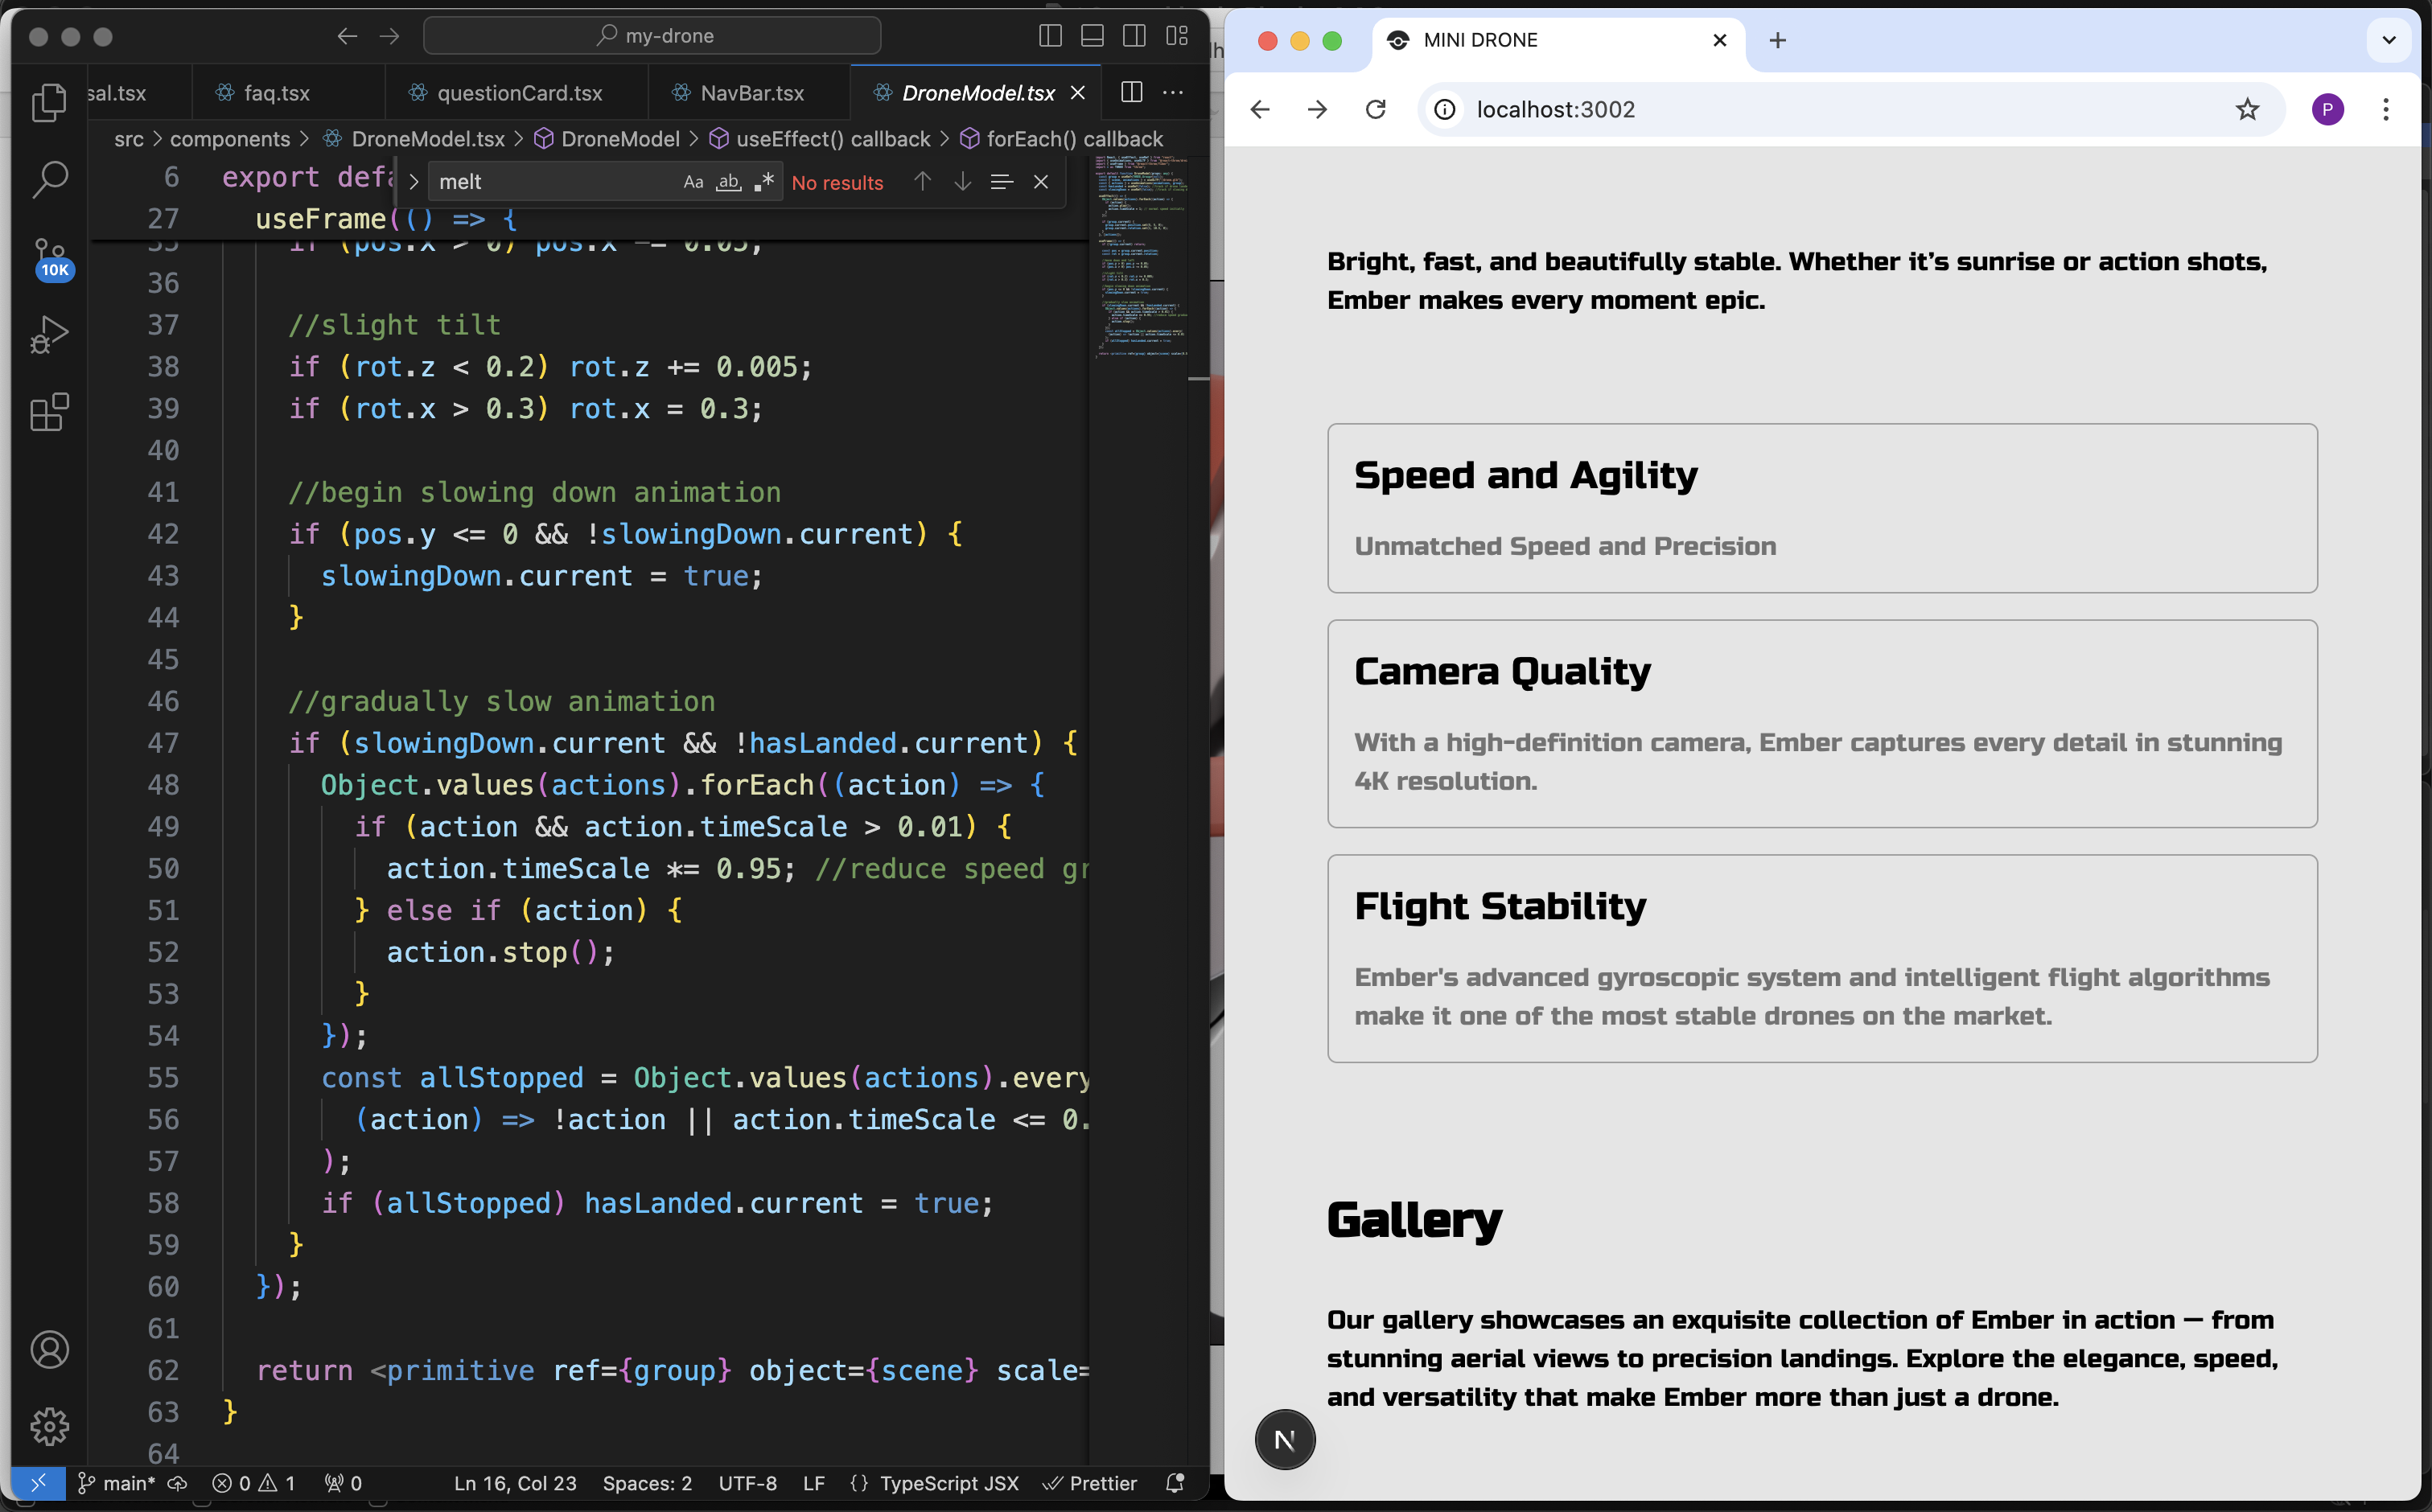 my-drone
sal.tsx
faq.tsx
questionCard.tsx
NavBar.tsx
DroneModel.tsx
src > components > DroneModel.tsx > DroneModel > useEffect() callback > forEach() callback
melt
Aa
ab
No results
6 export defa
27 useFrame(() => {
35 if (pos.x > 0) pos.x -= 0.05;
36
37 //slight tilt
38 if (rot.z < 0.2) rot.z += 0.005;
39 if (rot.x > 0.3) rot.x = 0.3;
40
41 //begin slowing down animation
42 if (pos.y <= 0 && !slowingDown.current) {
43 slowingDown.current = true;
44 }
45
46 //gradually slow animation
47 if (slowingDown.current && !hasLanded.current) {
48 Object.values(actions).forEach((action) => {
49 if (action && action.timeScale > 0.01) {
50 action.timeScale *= 0.95; //reduce speed gr
51 } else if (action) {
52 action.stop();
53 }
54 });
55 const allStopped = Object.values(actions).every
56 (action) => !action || action.timeScale <= 0.
57 );
58 if (allStopped) hasLanded.current = true;
59 }
60 });
61
62 return <primitive ref={group} object={scene} scale=
63 }
64
10K
main*
0
1
0
Ln 16, Col 23
Spaces: 2
UTF-8
LF
{} TypeScript JSX
Prettier
MINI DRONE
localhost:3002
P
Bright, fast, and beautifully stable. Whether it’s sunrise or action shots,
Ember makes every moment epic.
Speed and Agility
Unmatched Speed and Precision
Camera Quality
With a high-definition camera, Ember captures every detail in stunning
4K resolution.
Flight Stability
Ember's advanced gyroscopic system and intelligent flight algorithms
make it one of the most stable drones on the market.
Gallery
Our gallery showcases an exquisite collection of Ember in action — from
stunning aerial views to precision landings. Explore the elegance, speed,
and versatility that make Ember more than just a drone.
N